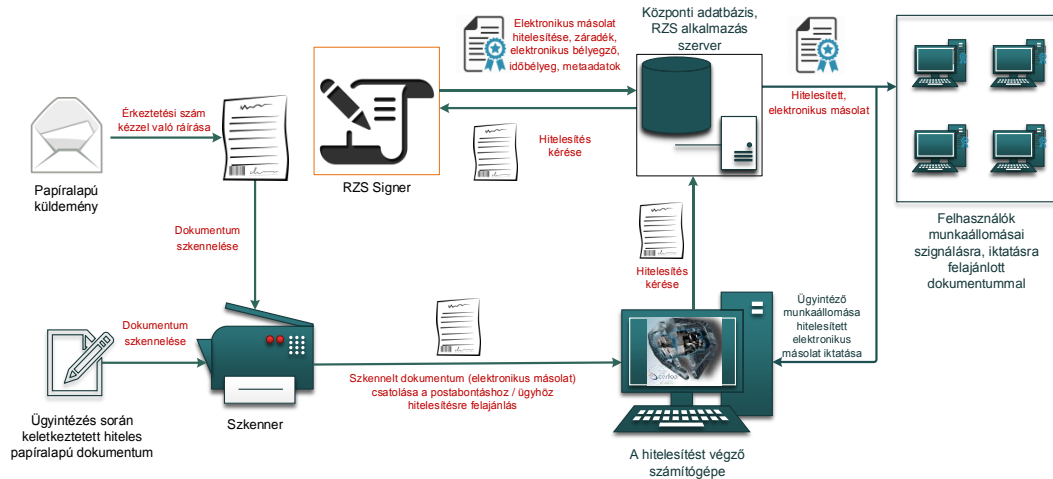 Elektronikus másolat
hitelesítése, záradék,
elektronikus bélyegző,
időbélyeg, metaadatok
Központi adatbázis,
RZS alkalmazás
szerver
Érkeztetési szám
kézzel való ráírása
Papíralapú
küldemény
RZS Signer
Hitelesítés
kérése
Hitelesített,
elektronikus másolat
Felhasználók
munkaállomásai
szignálásra, iktatásra
felajánlott
dokumentummal
Dokumentum
szkennelése
Hitelesítés
kérése
Ügyintéző
munkaállomása
hitelesített
elektronikus
másolat iktatása
Dokumentum
szkennelése
Szkennelt dokumentum (elektronikus másolat)
csatolása a postabontáshoz / ügyhöz
hitelesítésre felajánlás
Ügyintézés során
keletkeztetett hiteles
papíralapú dokumentum
Szkenner
A hitelesítést végző
számítógépe